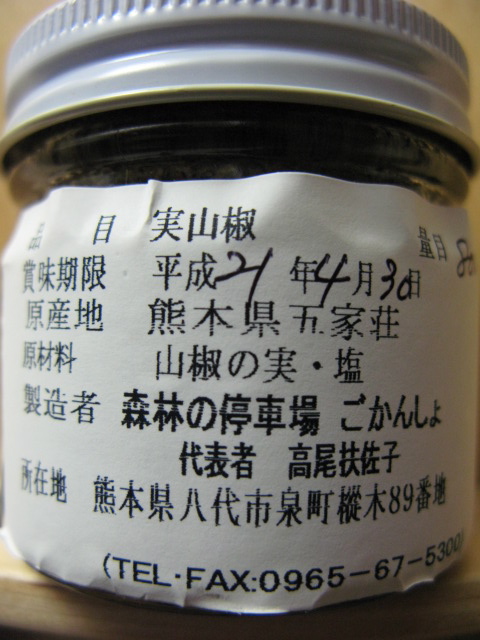 品目 実山椒 量目 80
賞味期限 平成21年4月30日
原産地 熊本県五家荘
原材料 山椒の実・塩
製造者 森林の停車場 ごかんしょ
代表者 高尾扶佐子
所在地 熊本県八代市泉町樅木89番地
(TEL・FAX:0965-67-5300)